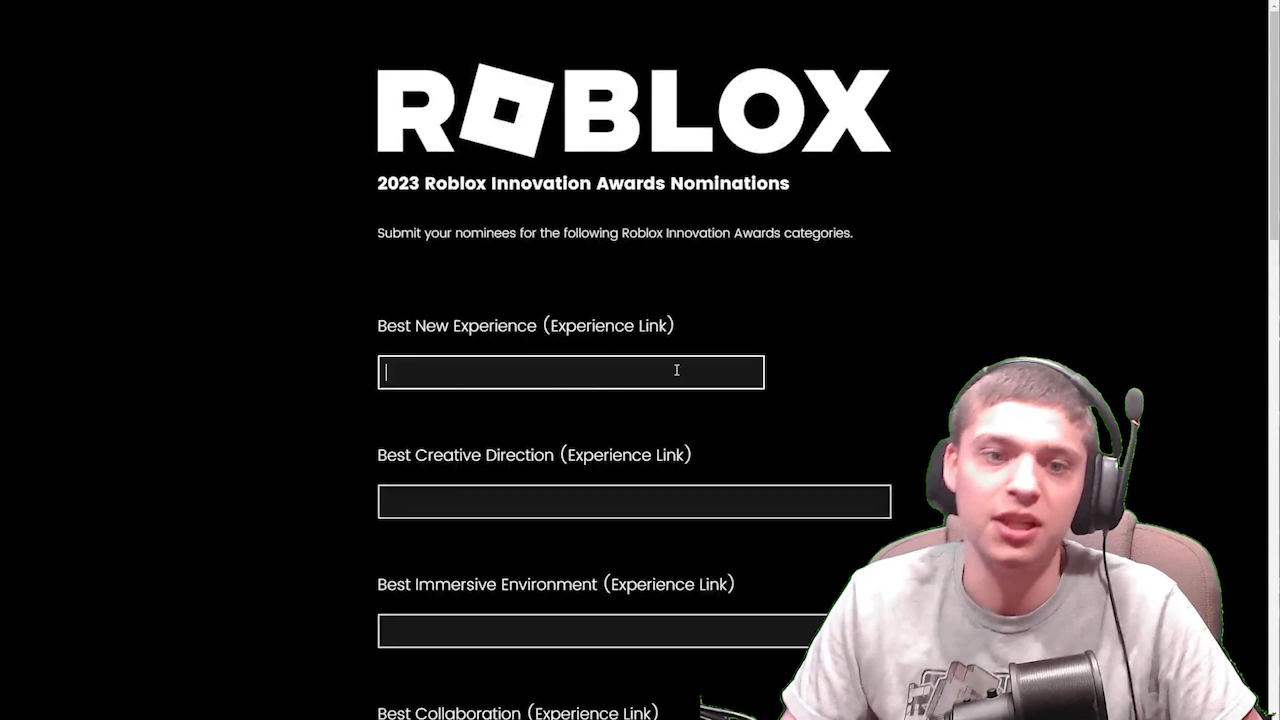 ROBLOX
2023 Roblox Innovation Awards Nominations
Submit your nominees for the following Roblox Innovation Awards categories.
Best New Experience (Experience Link)
Best Creative Direction (Experience Link)
Best Immersive Environment (Experience Link)
Best Collaboration (Experience Link)